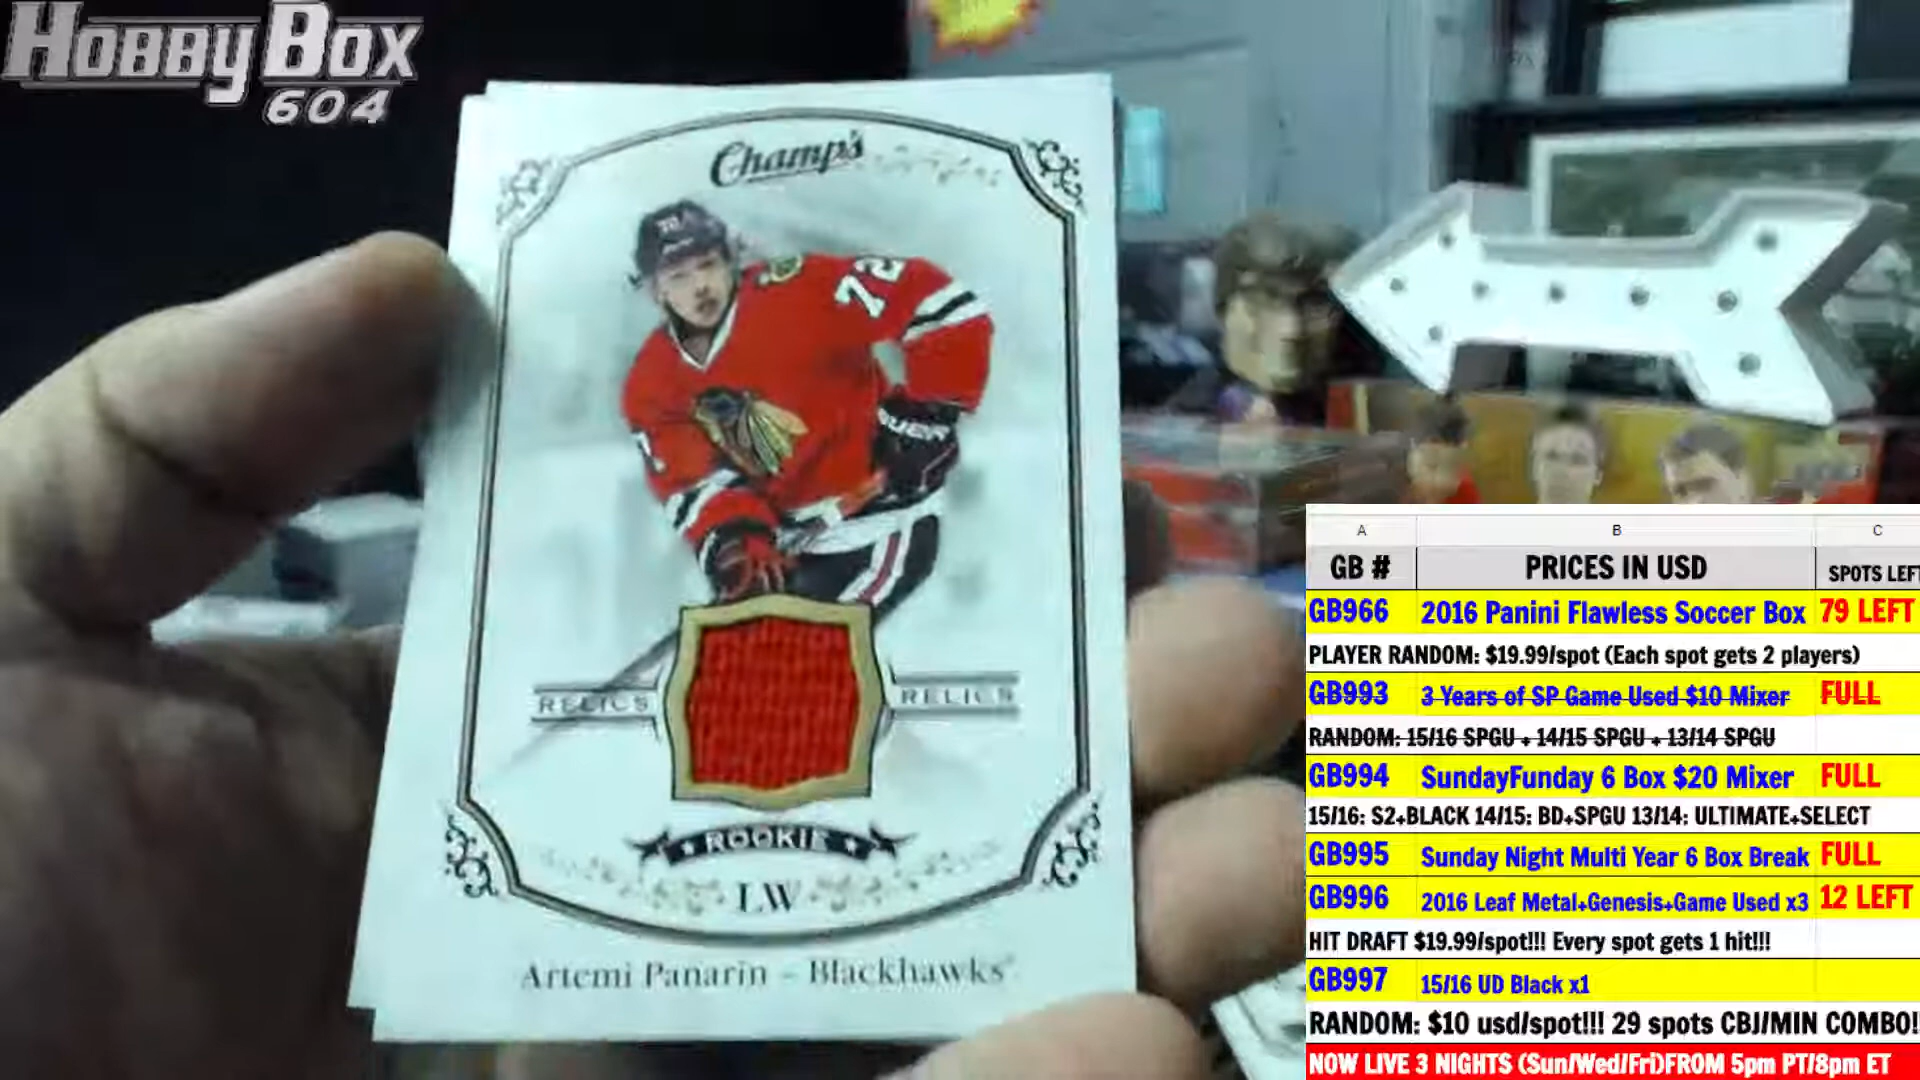 HOBBY BOX
604
Champ's
72
BAUER
RELICS RELICS
ROOKIE
LW
Artemi Panarin - Blackhawks
A B C
GB # PRICES IN USD SPOTS LEFT
GB966 2016 Panini Flawless Soccer Box 79 LEFT
PLAYER RANDOM: $19.99/spot (Each spot gets 2 players)
GB993 3 Years of SP Game Used $10 Mixer FULL
RANDOM: 15/16 SPGU + 14/15 SPGU + 13/14 SPGU
GB994 SundayFunday 6 Box $20 Mixer FULL
15/16: S2+BLACK 14/15: BD+SPGU 13/14: ULTIMATE+SELECT
GB995 Sunday Night Multi Year 6 Box Break FULL
GB996 2016 Leaf Metal+Genesis+Game Used x3 12 LEFT
HIT DRAFT $19.99/spot!!! Every spot gets 1 hit!!!
GB997 15/16 UD Black x1
RANDOM: $10 usd/spot!!! 29 spots CBJ/MIN COMBO!!
NOW LIVE 3 NIGHTS (Sun/Wed/Fri)FROM 5pm PT/8pm ET